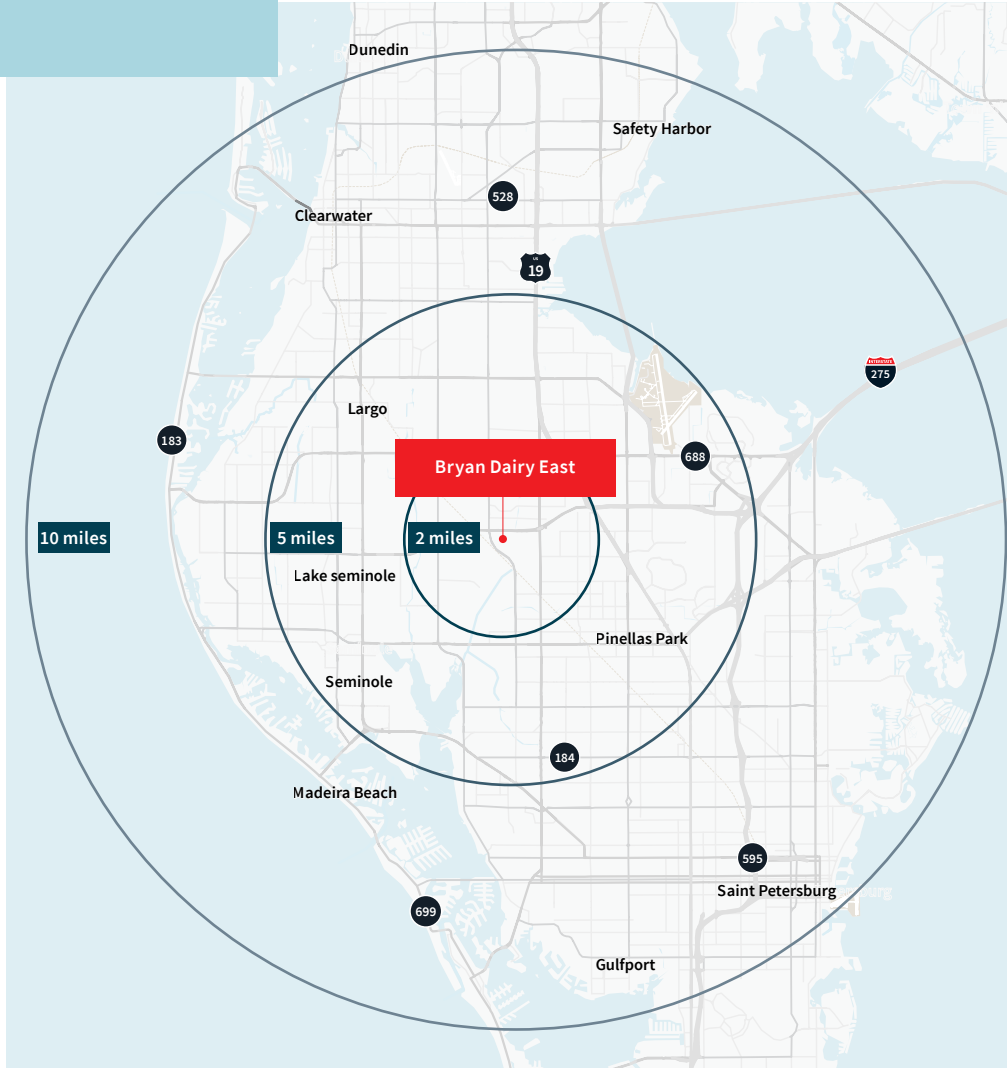 Dunedin
Safety Harbor
528
Clearwater
US
19
INTERSTATE
275
Largo
183
688
Bryan Dairy East
10 miles
5 miles
2 miles
Lake seminole
Pinellas Park
Seminole
184
Madeira Beach
595
Saint Petersburg
699
Gulfport